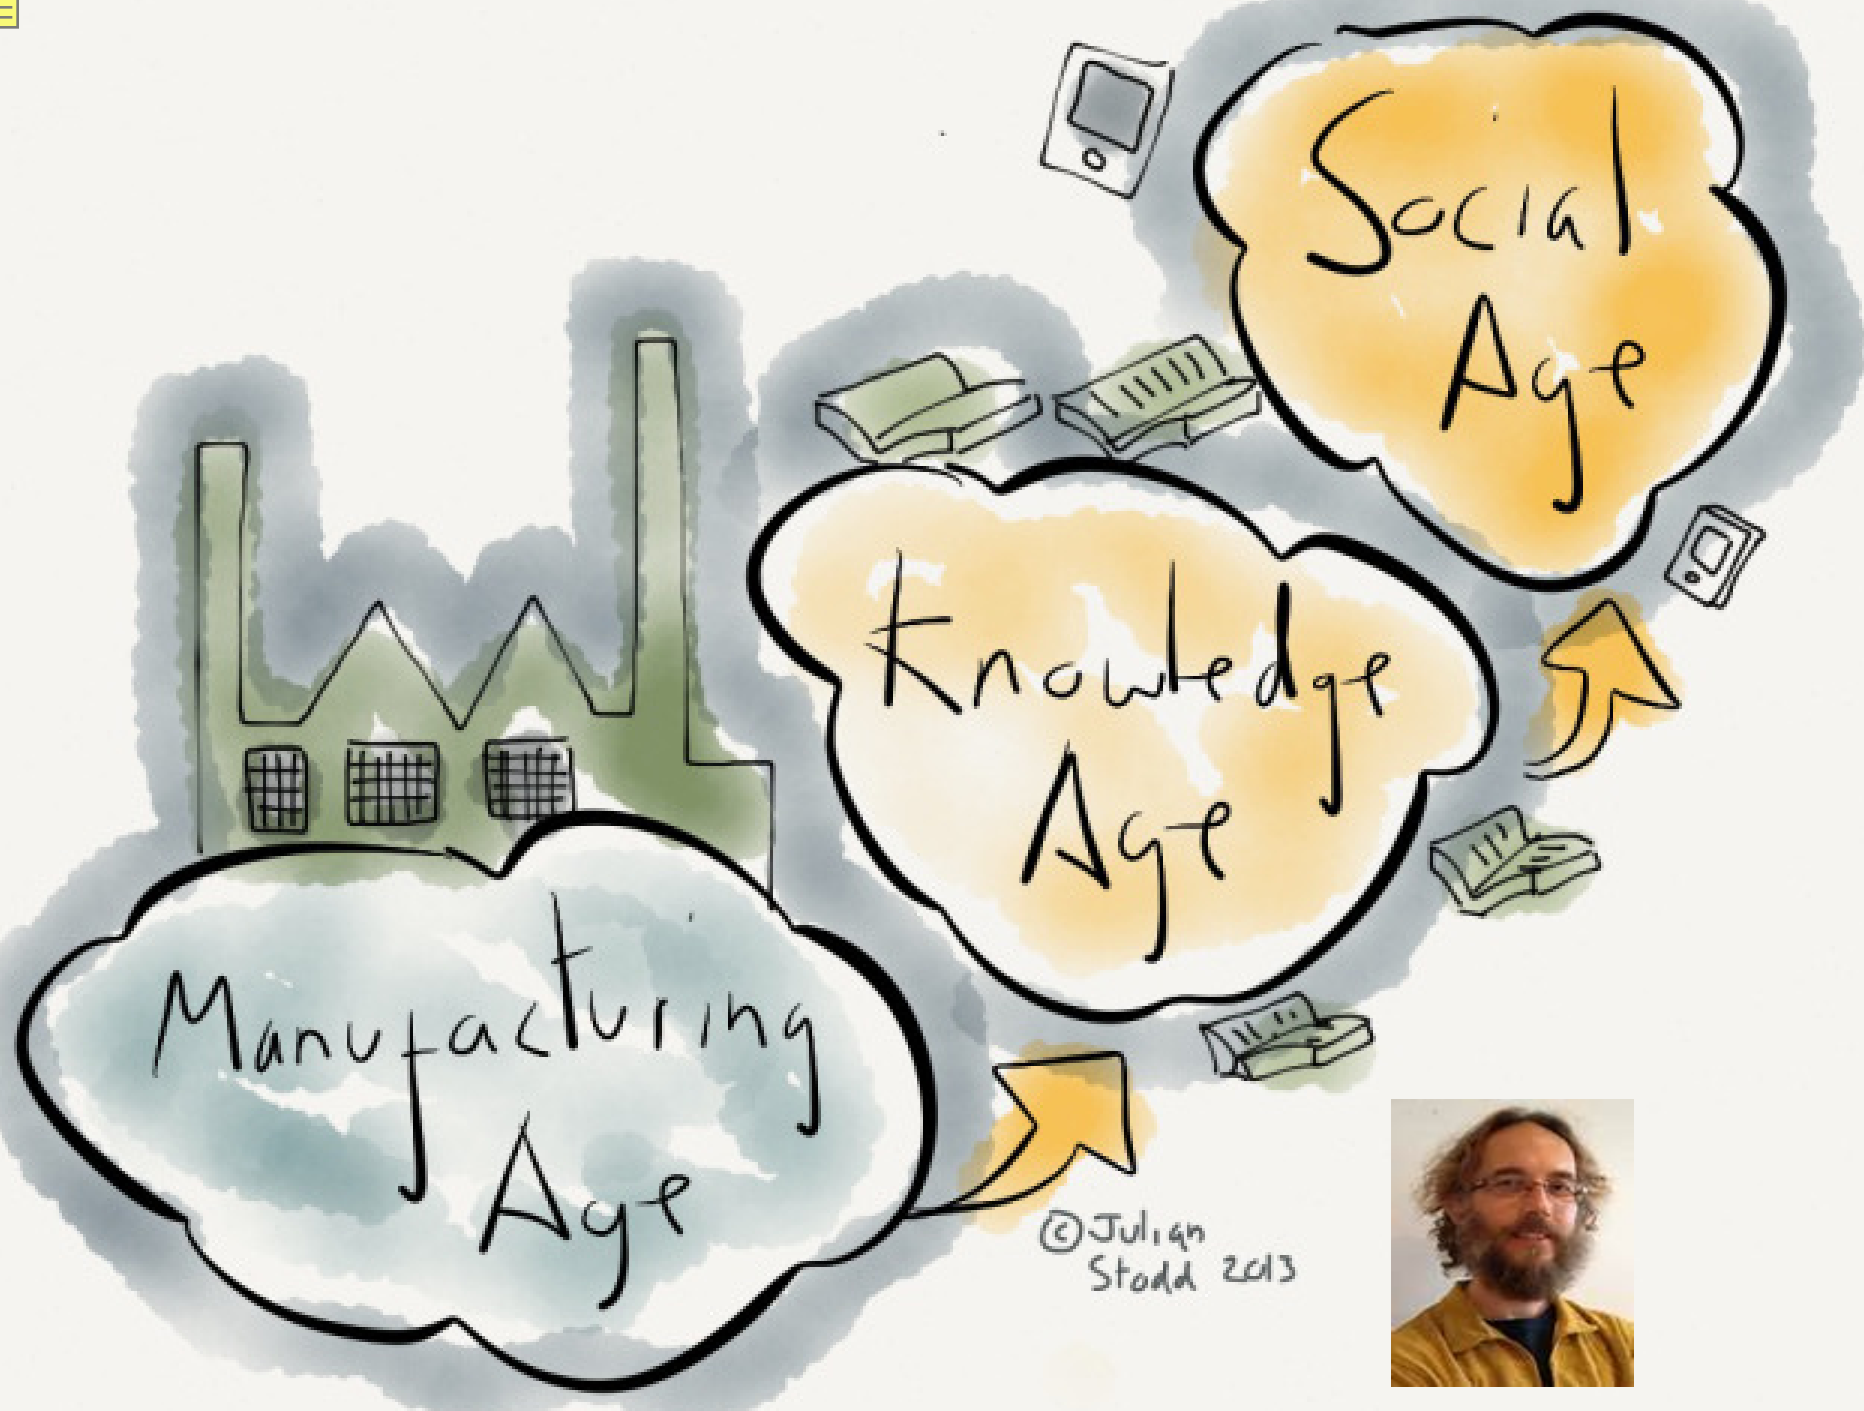 Social
Age
Knowledge
Age
Manufacturing
Age
© Julian
Stodd 2013